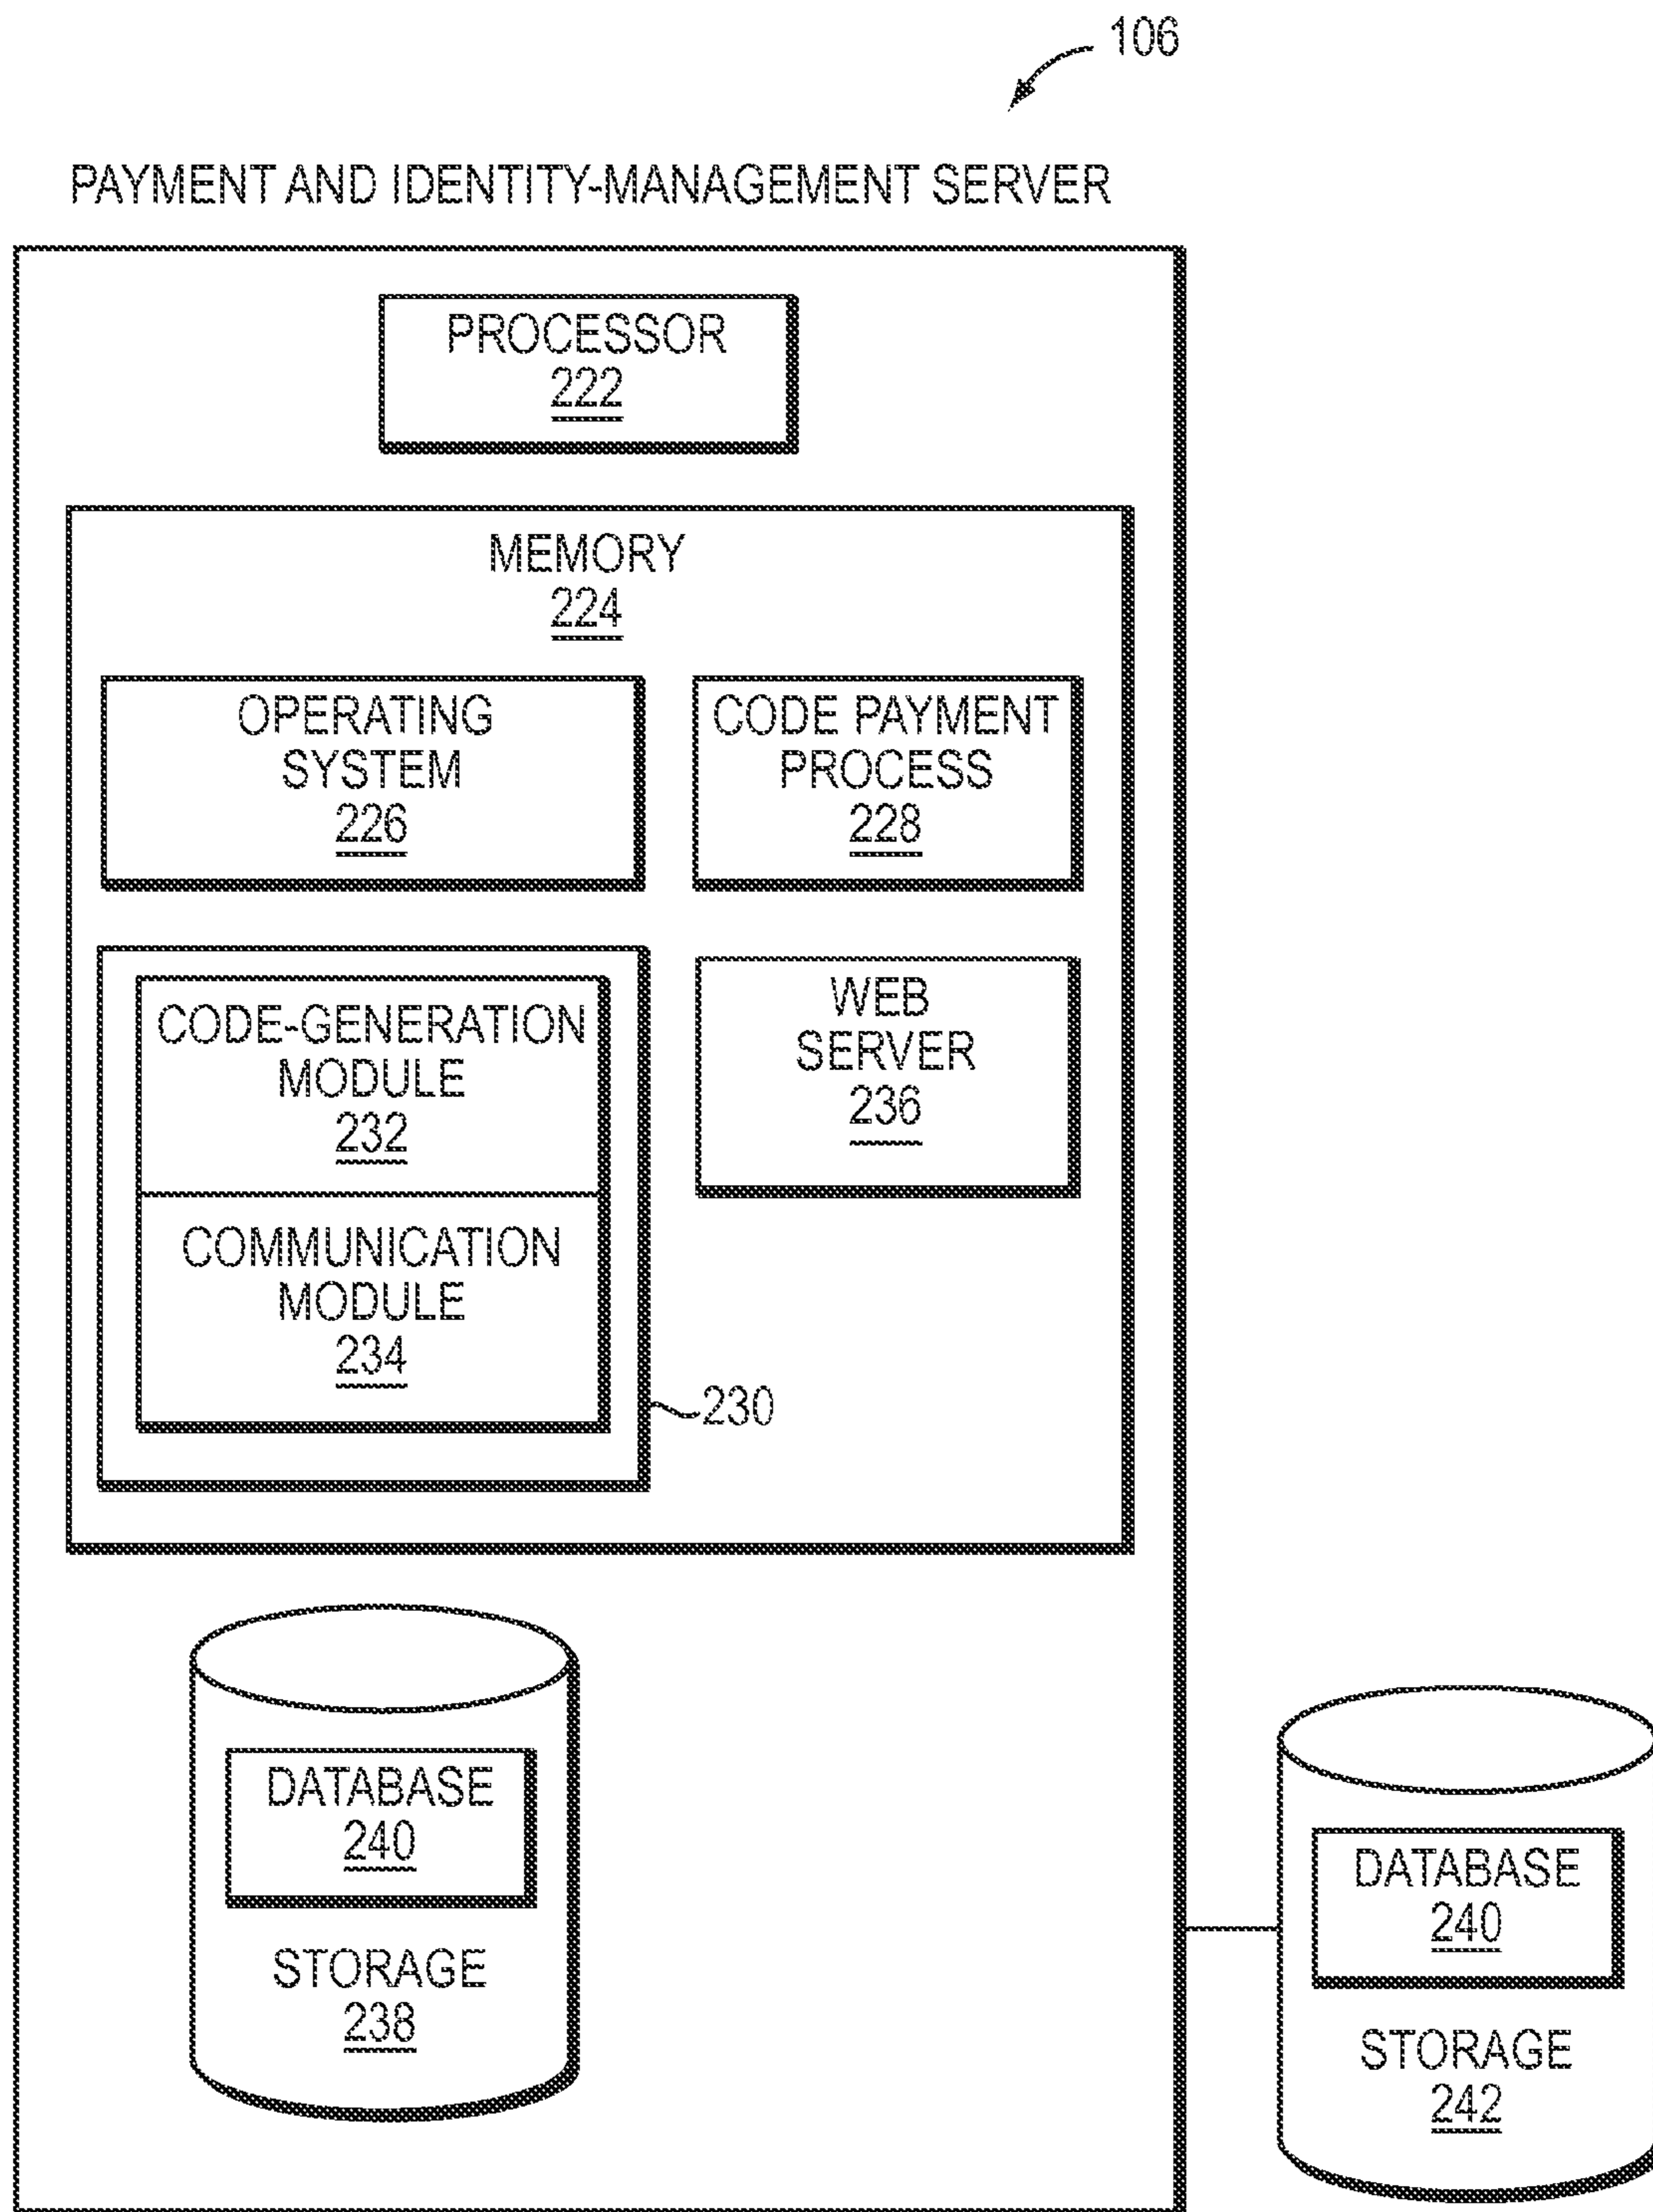 106
PAYMENT AND IDENTITY-MANAGEMENT SERVER
PROCESSOR
222
MEMORY
224
OPERATING
SYSTEM
226
CODE PAYMENT
PROCESS
228
CODE-GENERATION
MODULE
232
COMMUNICATION
MODULE
234
WEB
SERVER
236
230
DATABASE
240
STORAGE
238
DATABASE
240
STORAGE
242